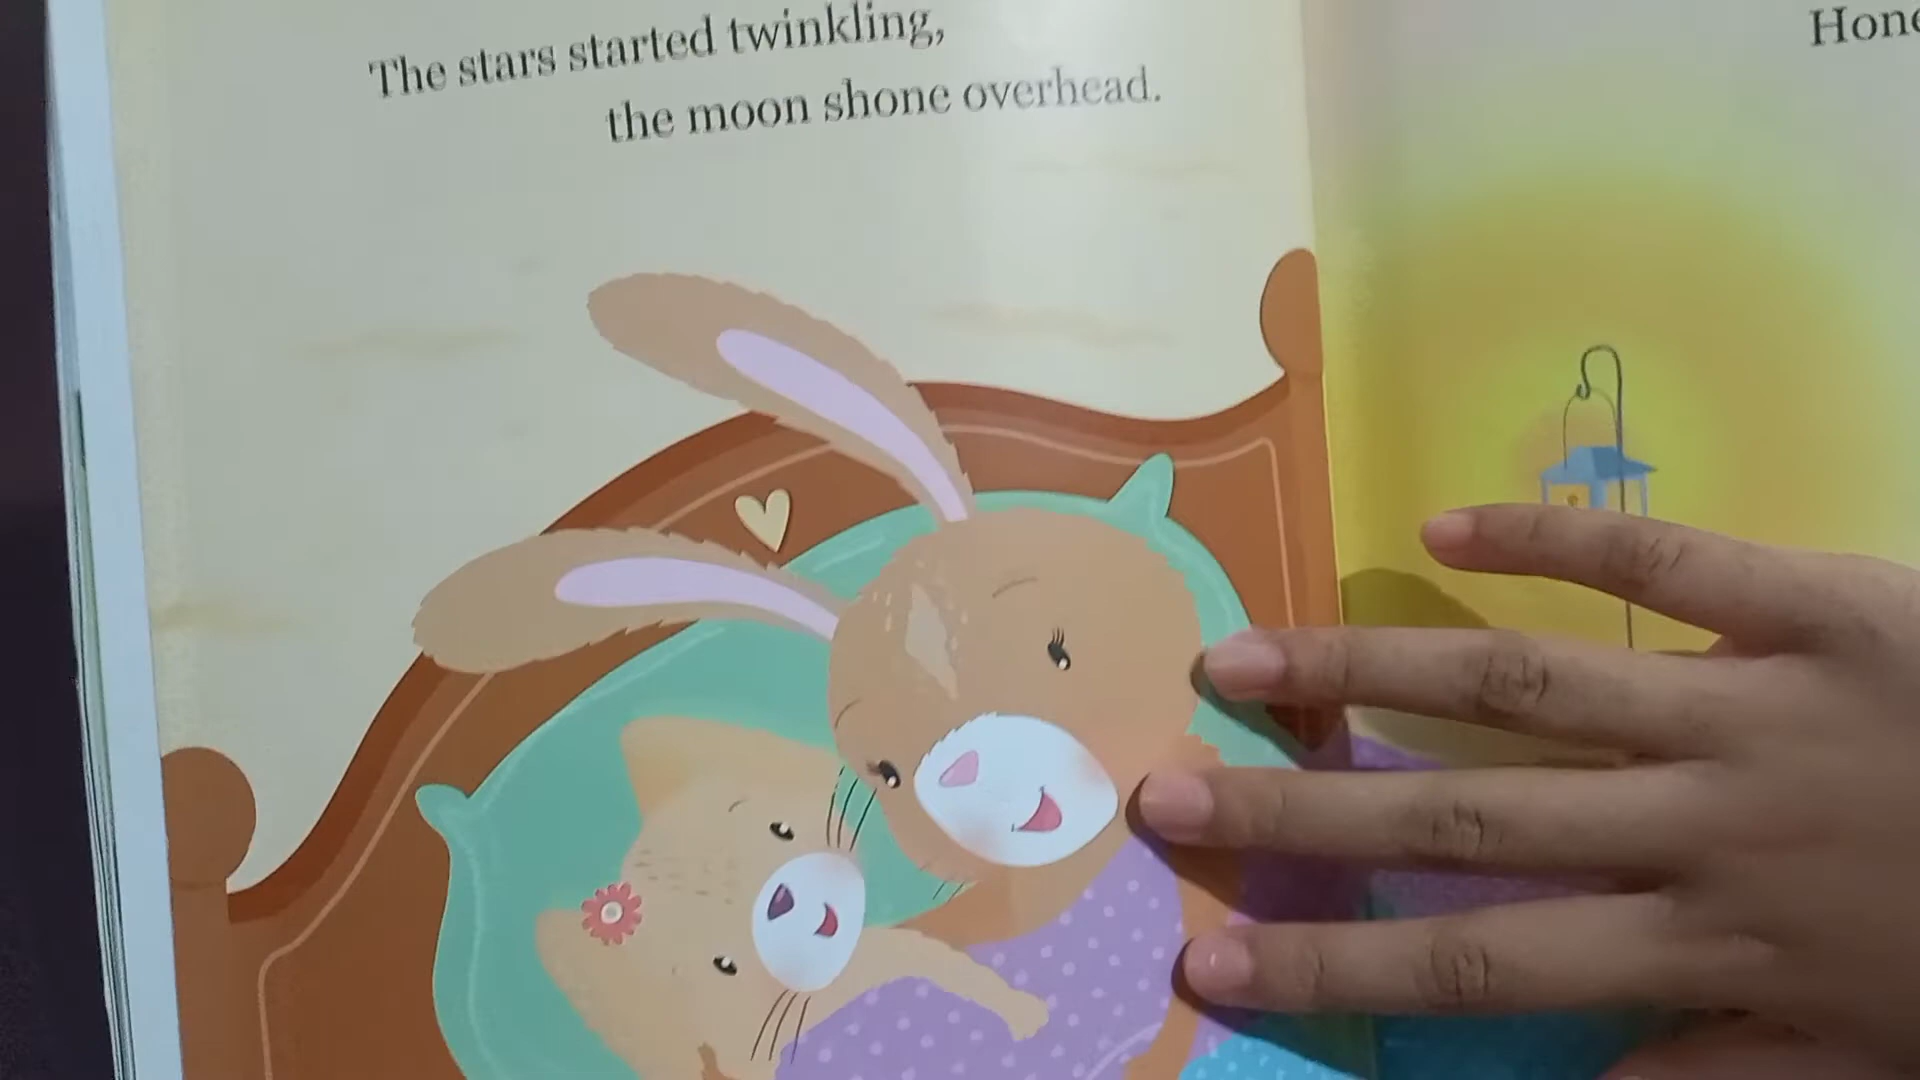 The stars started twinkling,
the moon shone overhead.